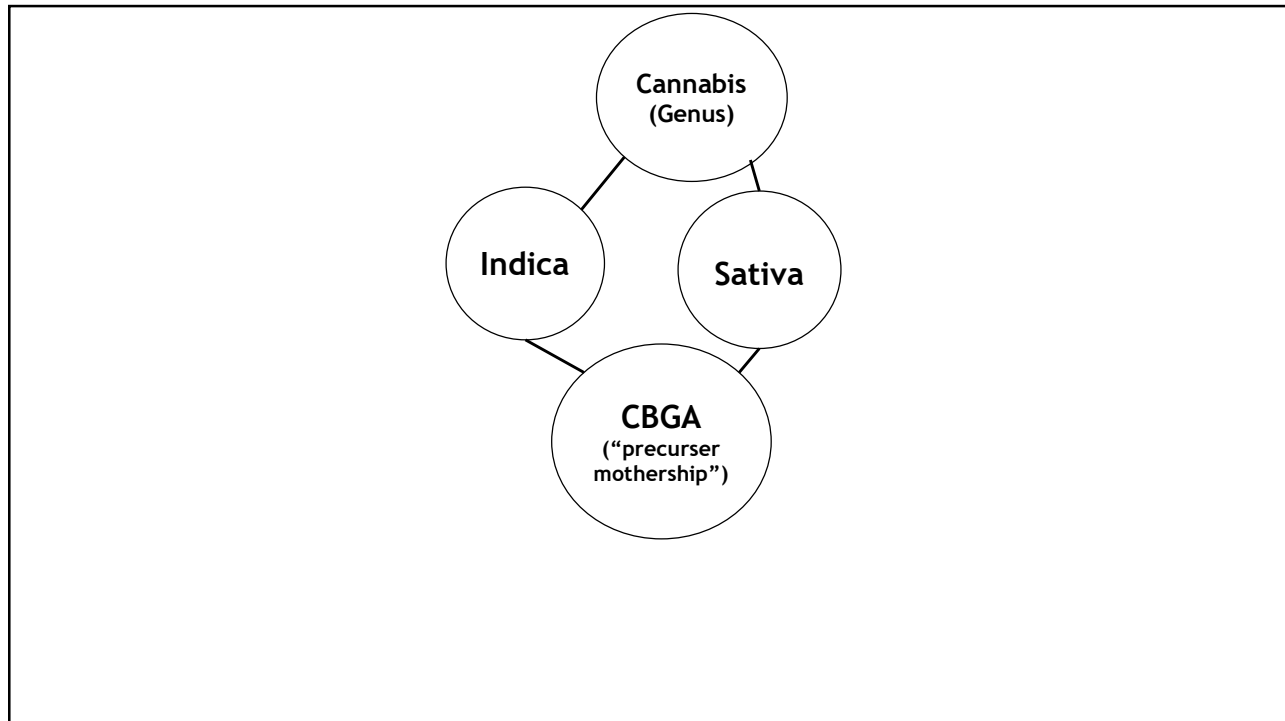 Cannabis
(Genus)
Indica
Sativa
CBGA
(“precurser
mothership”)